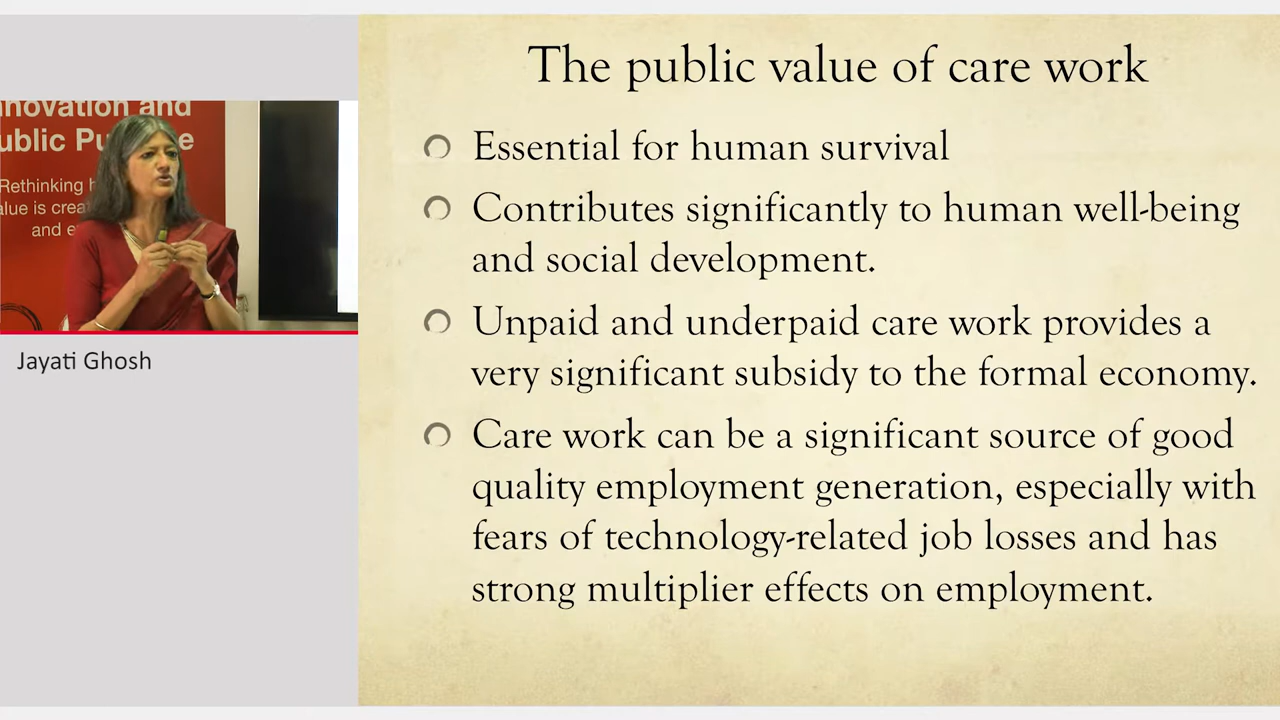 The public value of care work
Essential for human survival
Contributes significantly to human well-being
and social development.
Unpaid and underpaid care work provides a
very significant subsidy to the formal economy.
Care work can be a significant source of good
quality employment generation, especially with
fears of technology-related job losses and has
strong multiplier effects on employment.
nnovation and
ublic Pu e
Rethinking h
alue is crea
and e
Jayati Ghosh